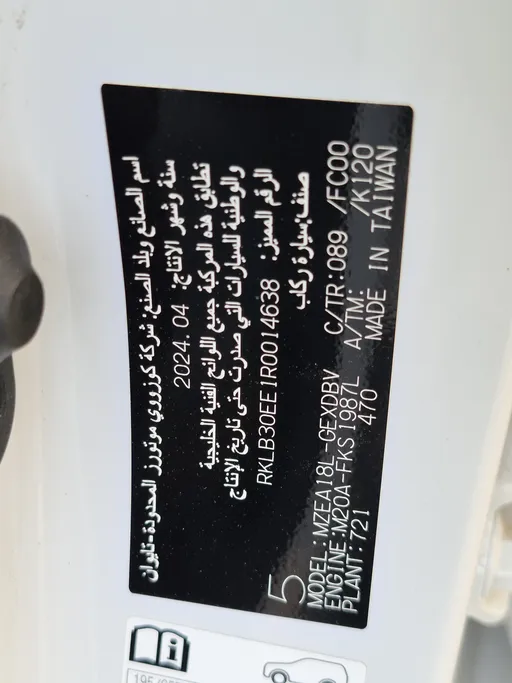 اسم الصانع وبلد الصنع: شركة كرزووي موتورز المحدودة-تايوان
سنة وشهر الإنتاج: 2024. 04
تطابق هذه المركبة جميع اللوائح الفنية الخليجية
والوطنية للسيارات التي صدرت حتى تاريخ الإنتاج
الرقم المميز: RKLB30EE1R0014638
صنف:سيارة ركاب
5
MODEL:MZEA18L-GEXDBV C/TR:089 /FC00
ENGINE:M20A-FKS 1987L A/TM: /K120
PLANT:721 470 MADE IN TAIWAN